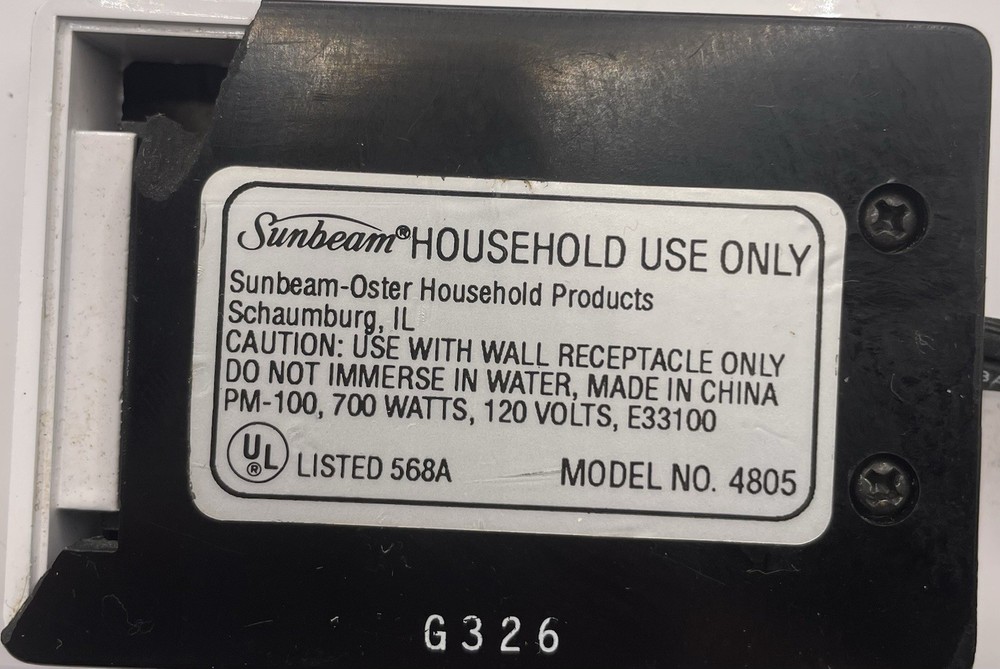 Sunbeam® HOUSEHOLD USE ONLY
Sunbeam-Oster Household Products
Schaumburg, IL
CAUTION: USE WITH WALL RECEPTACLE ONLY
DO NOT IMMERSE IN WATER, MADE IN CHINA
PM-100, 700 WATTS, 120 VOLTS, E33100
UL® LISTED 568A MODEL NO. 4805
G326